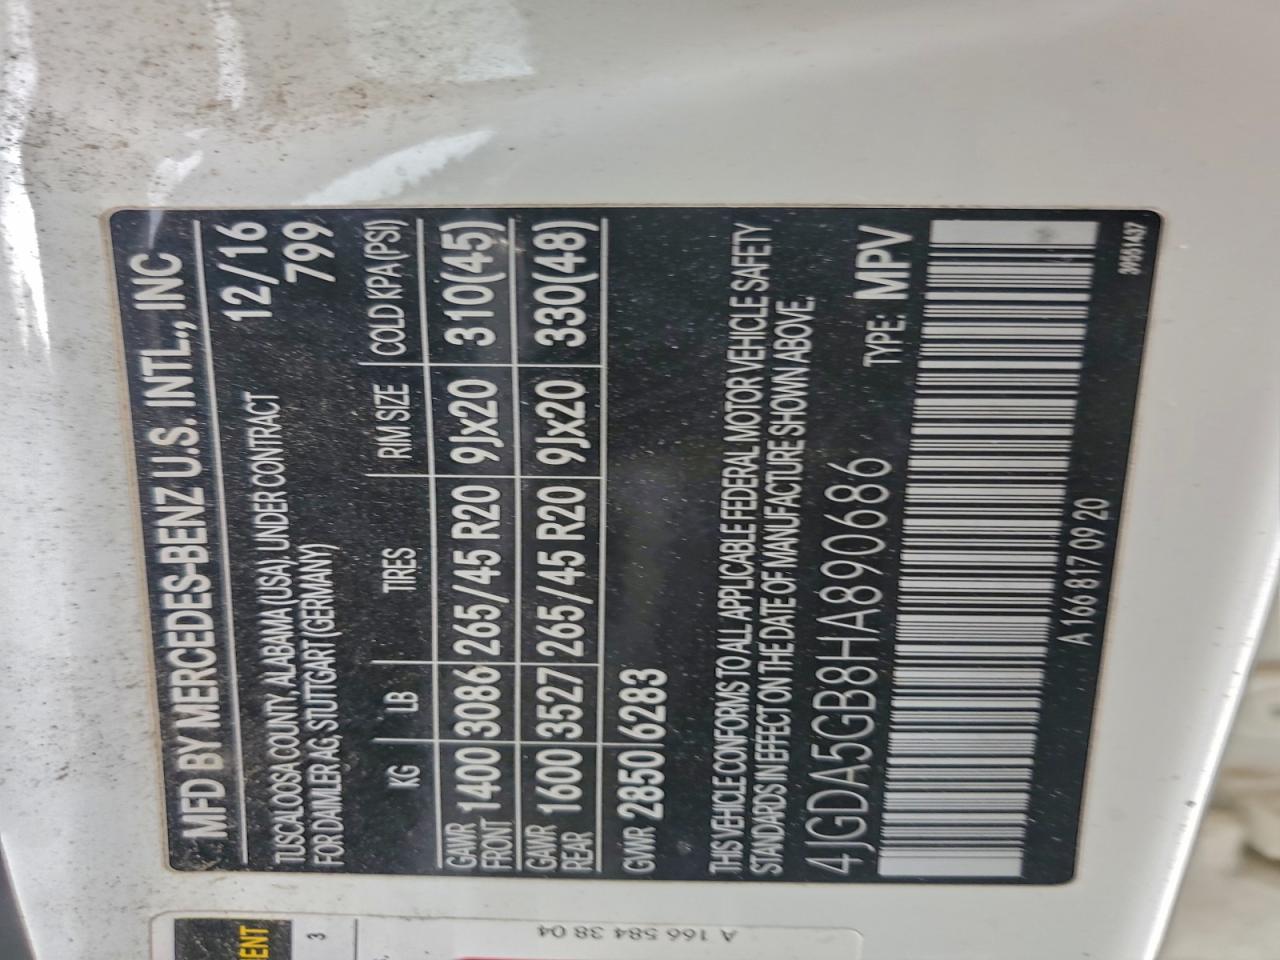 MFD BY MERCEDES-BENZ U.S. INTL., INC
TUSCALOOSA COUNTY, ALABAMA (USA), UNDER CONTRACT 12/16
FOR DAIMLER AG, STUTTGART (GERMANY) 799
KG LB TIRES RIM SIZE COLD KPA (PSI)
GAWR FRONT 1400 3086 265/45 R20 9Jx20 310(45)
GAWR REAR 1600 3527 265/45 R20 9Jx20 330(48)
GWR 2850 6283
THIS VEHICLE CONFORMS TO ALL APPLICABLE FEDERAL MOTOR VEHICLE SAFETY
STANDARDS IN EFFECT ON THE DATE OF MANUFACTURE SHOWN ABOVE.
4JGDA5GB8HA890686 TYPE: MPV
A 166 817 09 20 30951437
ENT
3
A 166 584 38 04